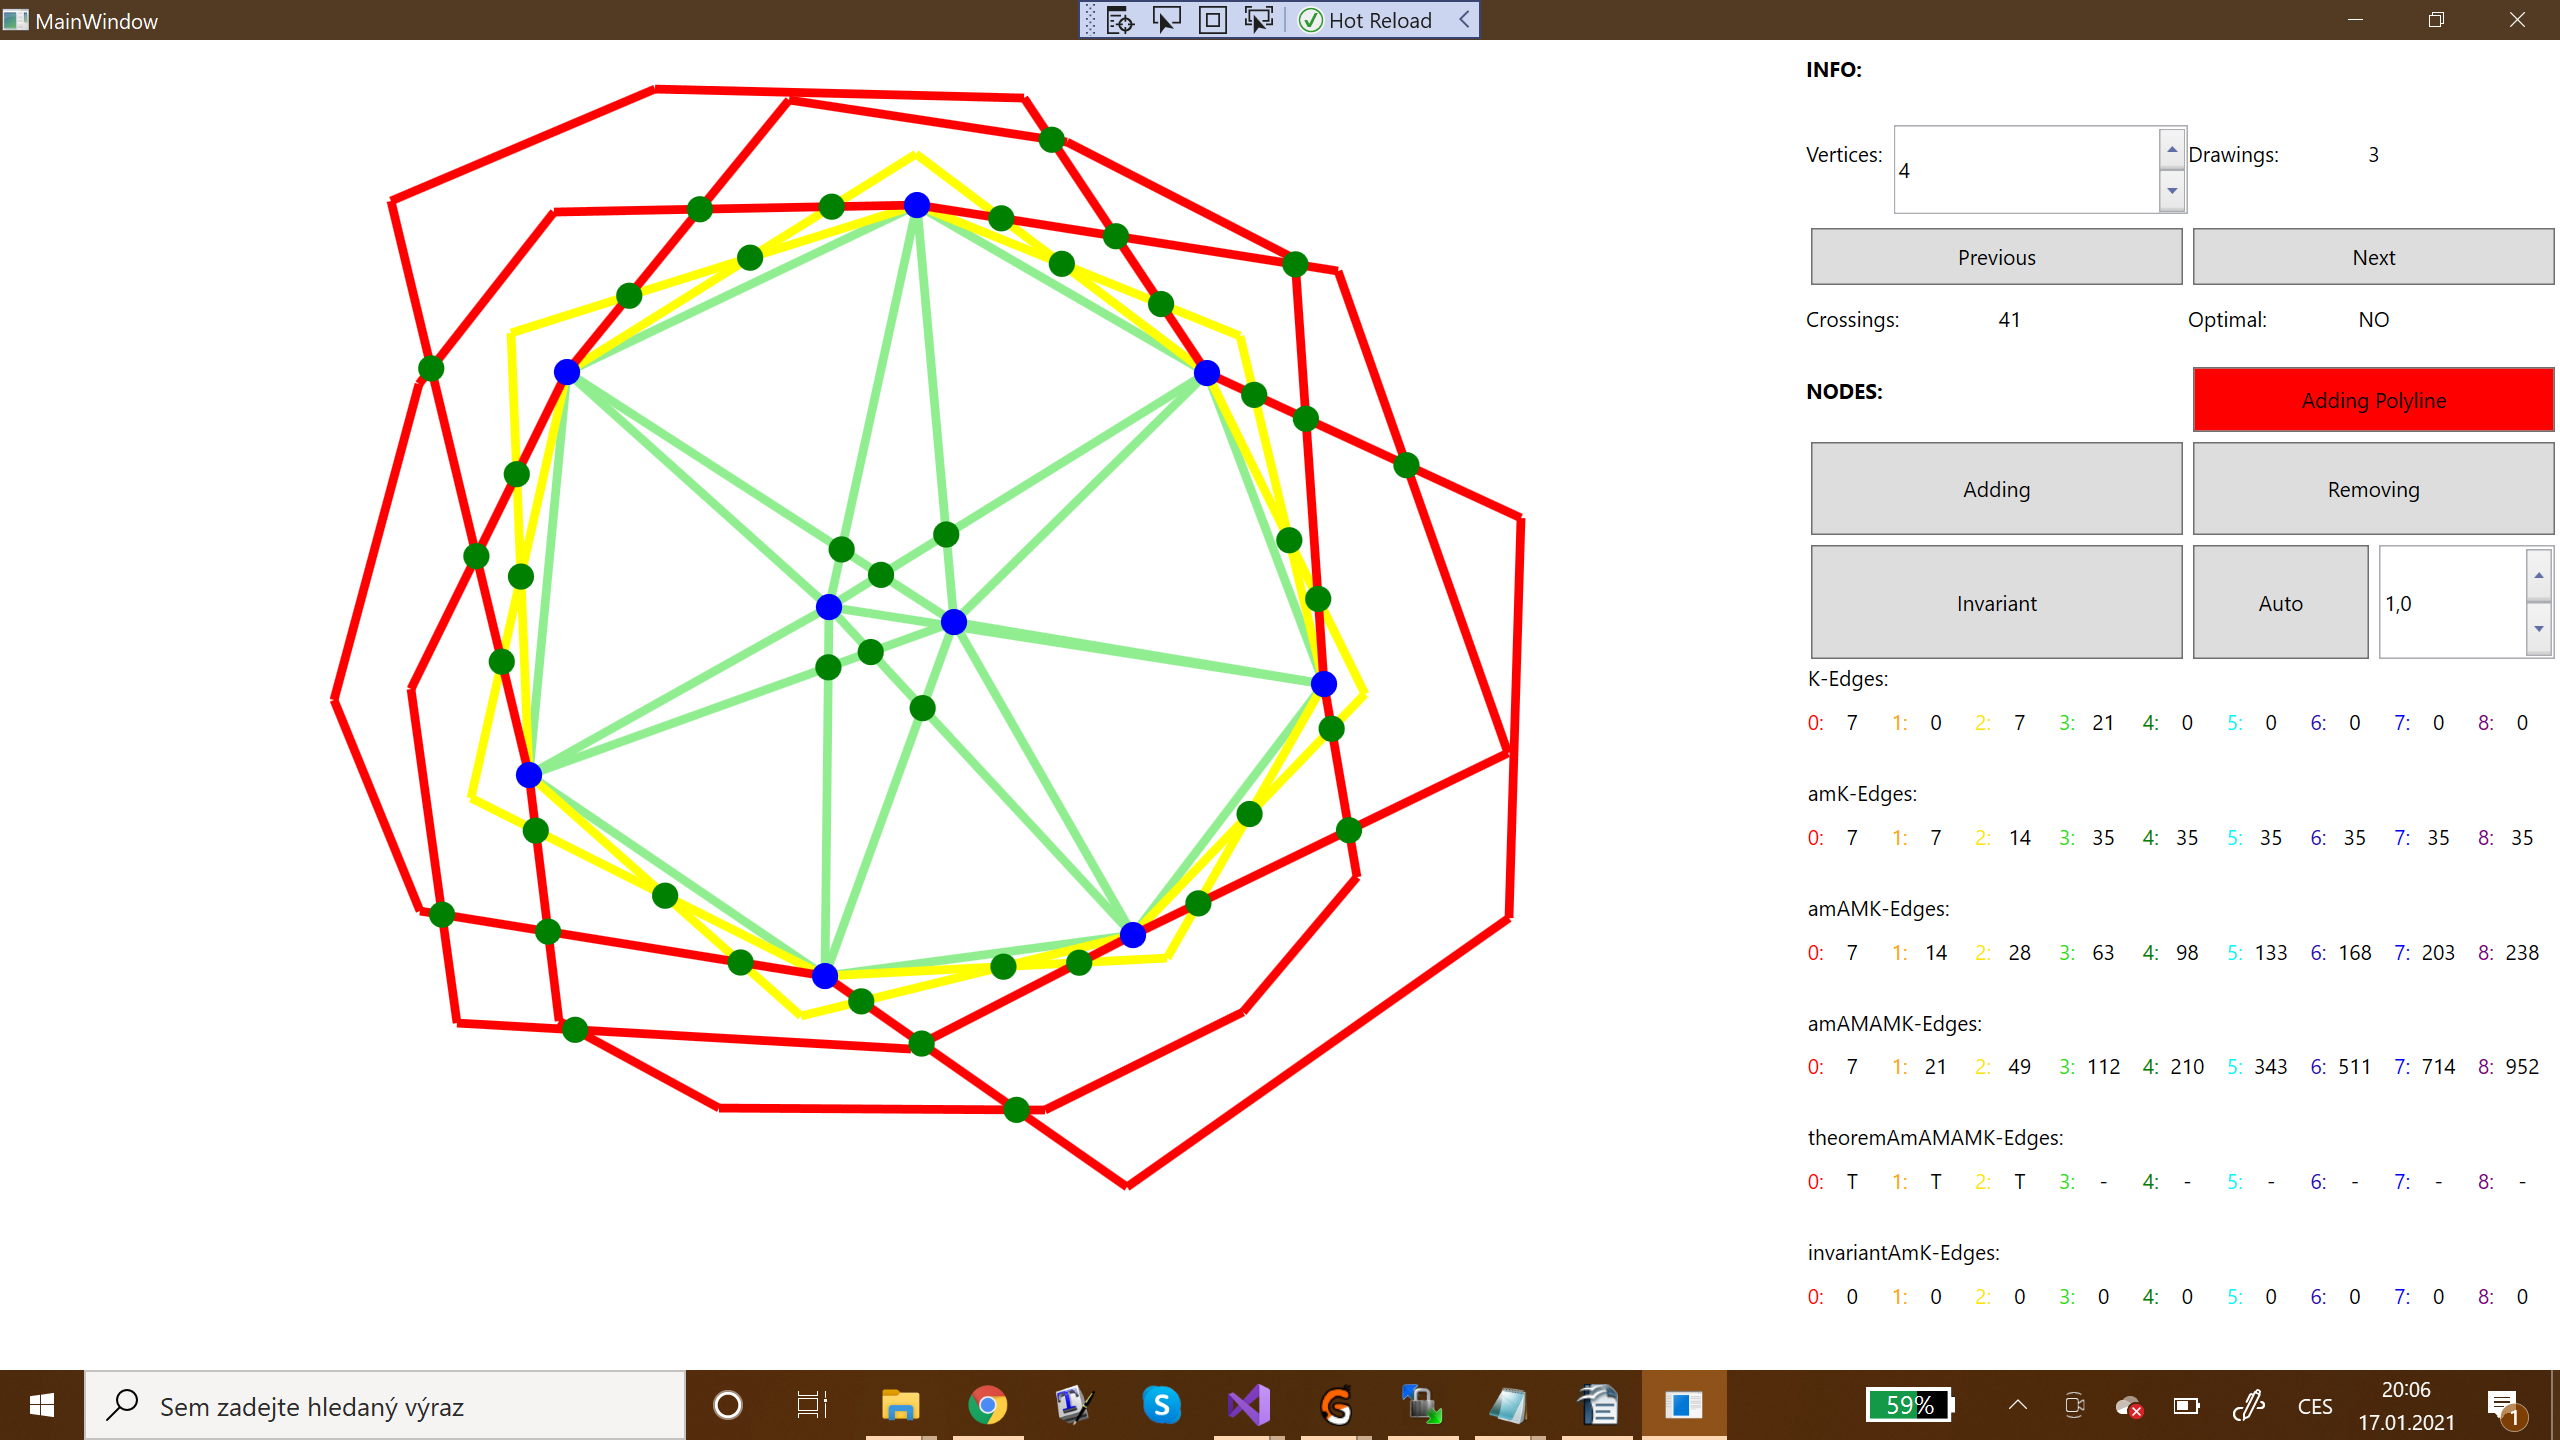 MainWindow
Hot Reload
INFO:
Vertices: 4 Drawings: 3
Previous Next
Crossings: 41 Optimal: NO
NODES: Adding Polyline
Adding Removing
Invariant Auto 1,0
K-Edges:
0: 7 1: 0 2: 7 3: 21 4: 0 5: 0 6: 0 7: 0 8: 0
amK-Edges:
0: 7 1: 7 2: 14 3: 35 4: 35 5: 35 6: 35 7: 35 8: 35
amAMK-Edges:
0: 7 1: 14 2: 28 3: 63 4: 98 5: 133 6: 168 7: 203 8: 238
amAMAMK-Edges:
0: 7 1: 21 2: 49 3: 112 4: 210 5: 343 6: 511 7: 714 8: 952
theoremAmAMAMK-Edges:
0: T 1: T 2: T 3: - 4: - 5: - 6: - 7: - 8: -
invariantAmK-Edges:
0: 0 1: 0 2: 0 3: 0 4: 0 5: 0 6: 0 7: 0 8: 0
Sem zadejte hledaný výraz
59% CES 20:06
17.01.2021
1